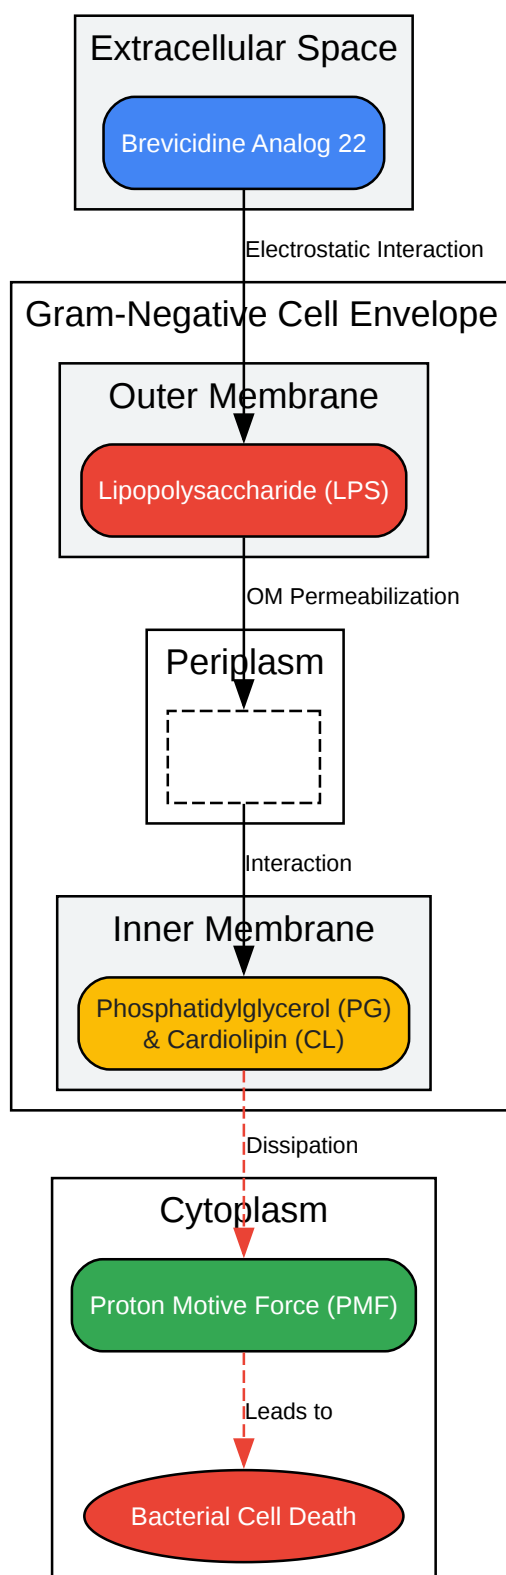 Extracellular Space
Brevicidine Analog 22
Electrostatic Interaction
Gram-Negative Cell Envelope
Outer Membrane
Lipopolysaccharide (LPS)
OM Permeabilization
Periplasm
Interaction
Inner Membrane
Phosphatidylglycerol (PG)
& Cardiolipin (CL)
Dissipation
Cytoplasm
Proton Motive Force (PMF)
Leads to
Bacterial Cell Death